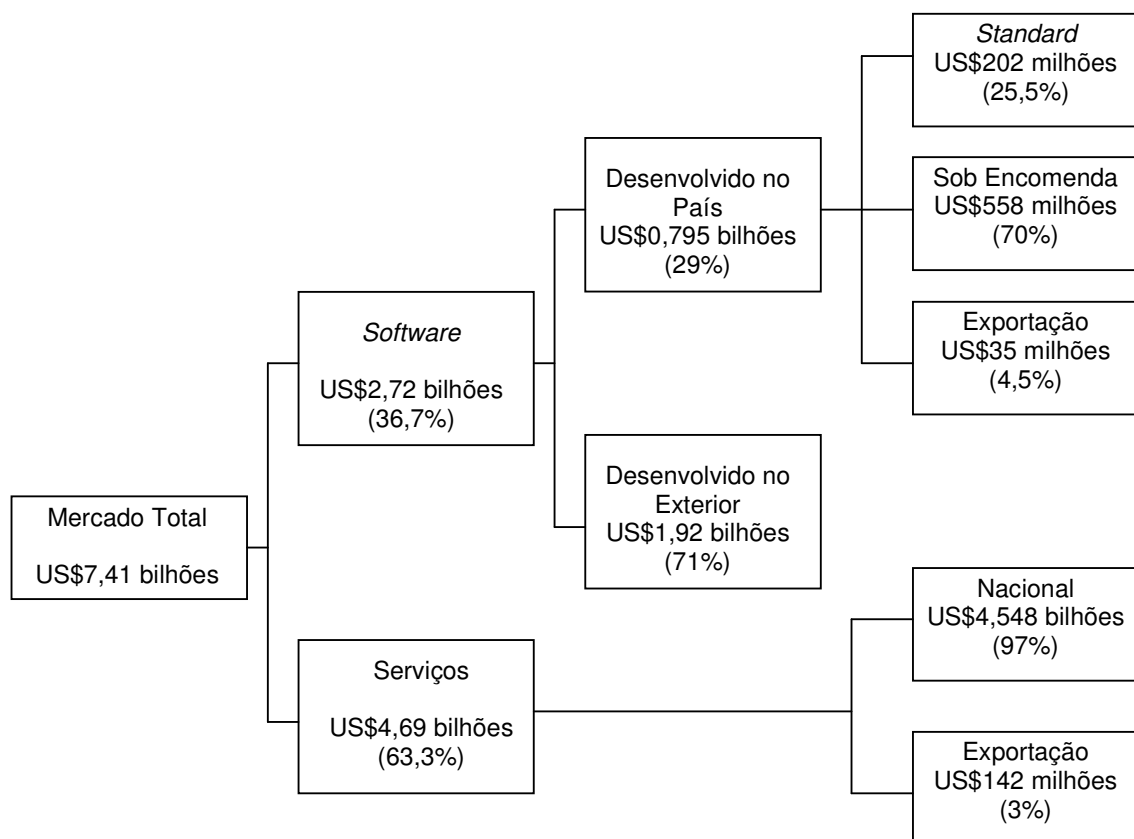 Standard
US$202 milhões
(25,5%)
Desenvolvido no
País
US$0,795 bilhões
(29%)
Sob Encomenda
US$558 milhões
(70%)
Software
US$2,72 bilhões
(36,7%)
Exportação
US$35 milhões
(4,5%)
Desenvolvido no
Exterior
US$1,92 bilhões
(71%)
Mercado Total
US$7,41 bilhões
Nacional
US$4,548 bilhões
(97%)
Serviços
US$4,69 bilhões
(63,3%)
Exportação
US$142 milhões
(3%)